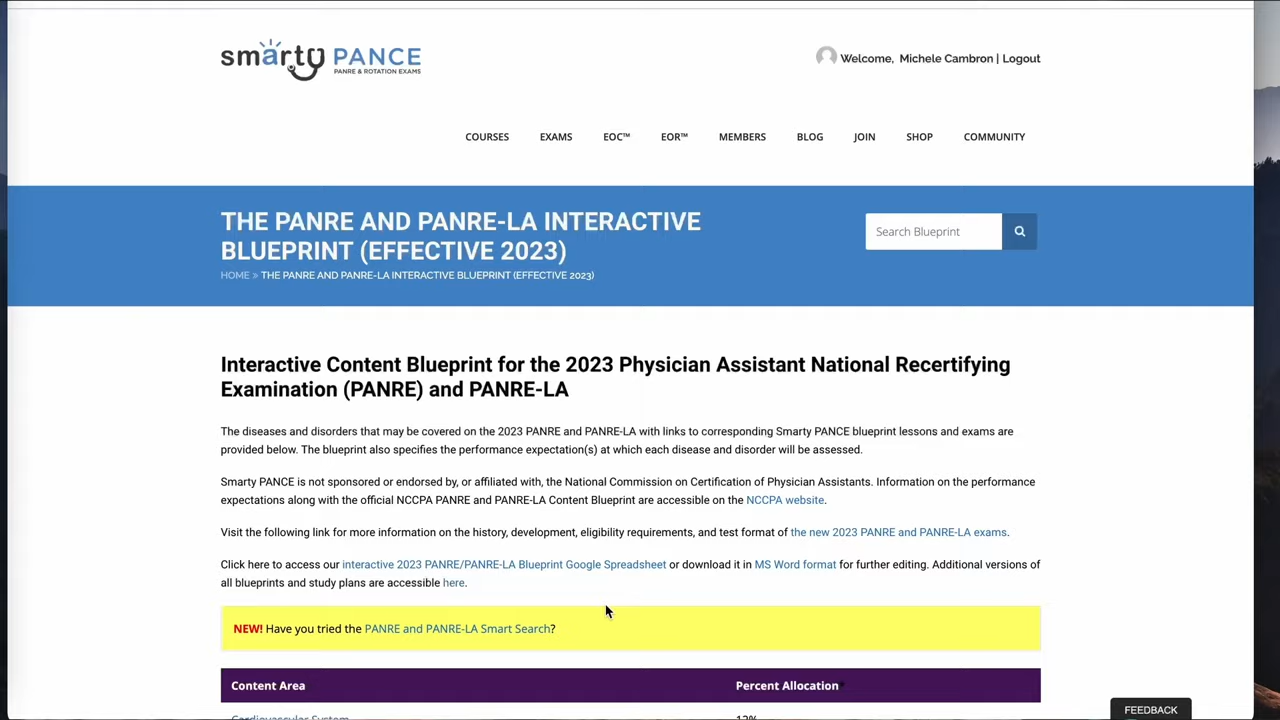 smarty PANCE
PANRE & ROTATION EXAMS
Welcome, Michele Cambron | Logout
COURSES EXAMS EOC™ EOR™ MEMBERS BLOG JOIN SHOP COMMUNITY
THE PANRE AND PANRE-LA INTERACTIVE
BLUEPRINT (EFFECTIVE 2023)
Search Blueprint
HOME » THE PANRE AND PANRE-LA INTERACTIVE BLUEPRINT (EFFECTIVE 2023)
Interactive Content Blueprint for the 2023 Physician Assistant National Recertifying
Examination (PANRE) and PANRE-LA
The diseases and disorders that may be covered on the 2023 PANRE and PANRE-LA with links to corresponding Smarty PANCE blueprint lessons and exams are
provided below. The blueprint also specifies the performance expectation(s) at which each disease and disorder will be assessed.
Smarty PANCE is not sponsored or endorsed by, or affiliated with, the National Commission on Certification of Physician Assistants. Information on the performance
expectations along with the official NCCPA PANRE and PANRE-LA Content Blueprint are accessible on the NCCPA website.
Visit the following link for more information on the history, development, eligibility requirements, and test format of the new 2023 PANRE and PANRE-LA exams.
Click here to access our interactive 2023 PANRE/PANRE-LA Blueprint Google Spreadsheet or download it in MS Word format for further editing. Additional versions of
all blueprints and study plans are accessible here.
NEW! Have you tried the PANRE and PANRE-LA Smart Search?
Content Area Percent Allocation*
Cardiovascular System 12%
FEEDBACK